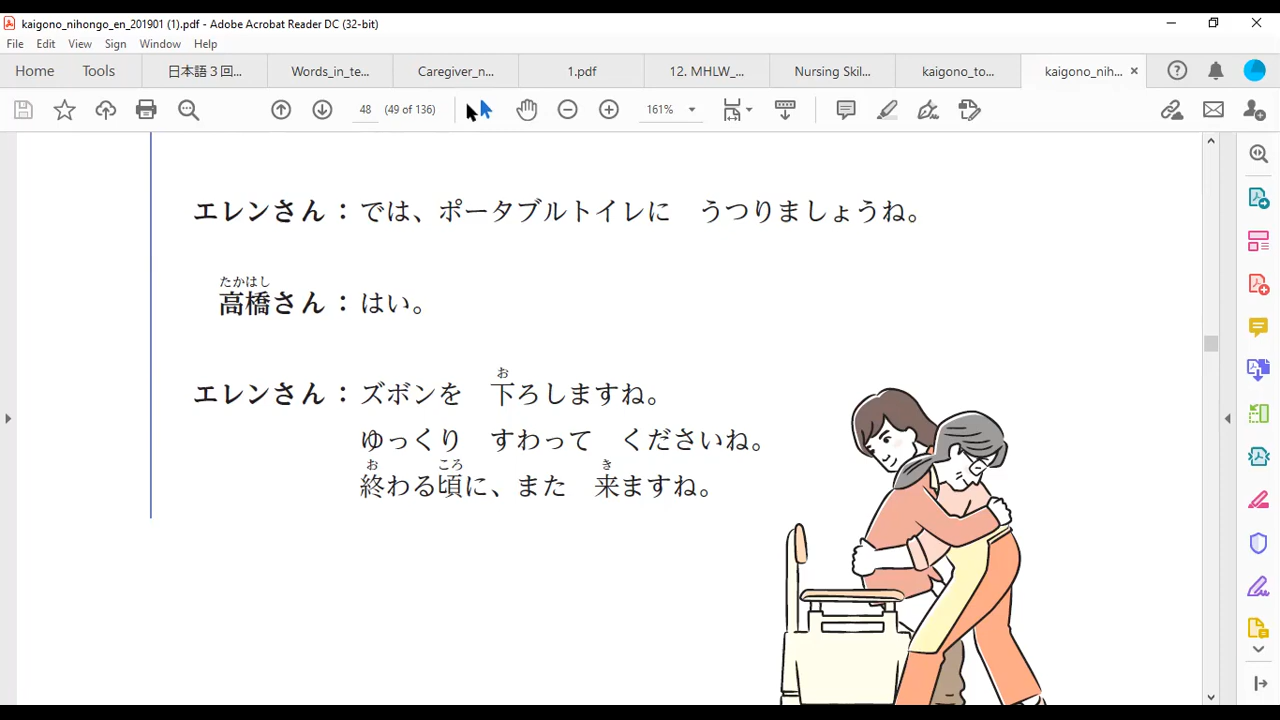 kaigono_nihongo_en_201901 (1).pdf - Adobe Acrobat Reader DC (32-bit)
File Edit View Sign Window Help
Home Tools 日本語３回... Words_in_te... Caregiver_n... 1.pdf 12. MHLW_... Nursing Skil... kaigono_to... kaigono_nih...
48 (49 of 136) 161%
エレンさん：では、ポータブルトイレに　うつりましょうね。
たかはし
高橋さん：はい。
お
エレンさん：ズボンを　下ろしますね。
ゆっくり　すわって　くださいね。
お ころ き
終わる頃に、また　来ますね。